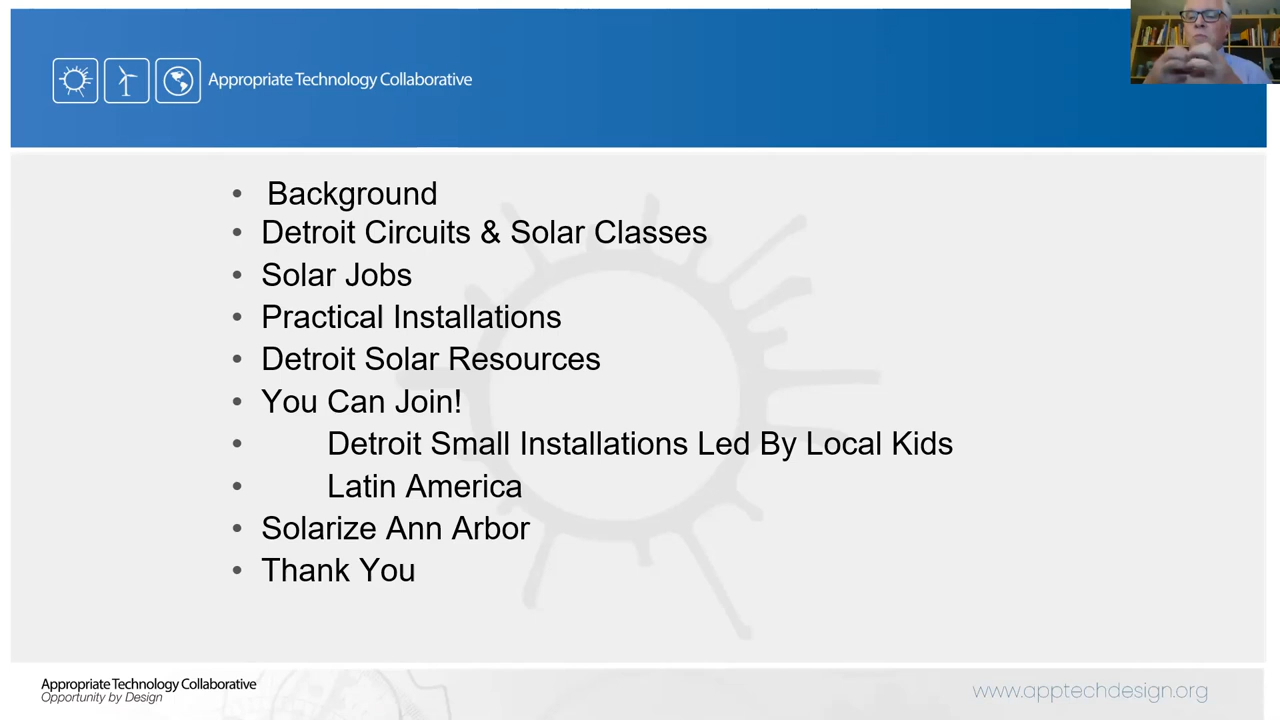 Appropriate Technology Collaborative
• Background
• Detroit Circuits & Solar Classes
• Solar Jobs
• Practical Installations
• Detroit Solar Resources
• You Can Join!
• Detroit Small Installations Led By Local Kids
• Latin America
• Solarize Ann Arbor
• Thank You
Appropriate Technology Collaborative
Opportunity by Design
www.apptechdesign.org